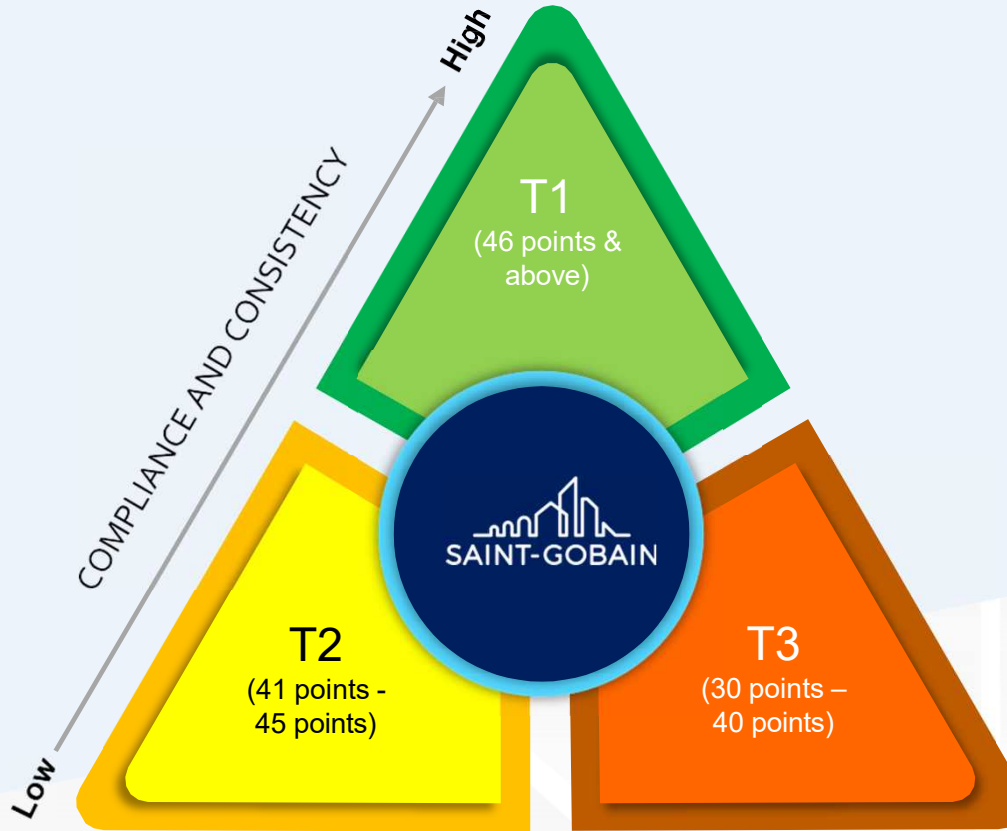 High
COMPLIANCE AND CONSISTENCY
Low
T1
(46 points &
above)
SAINT-GOBAIN
T2
(41 points -
45 points)
T3
(30 points –
40 points)